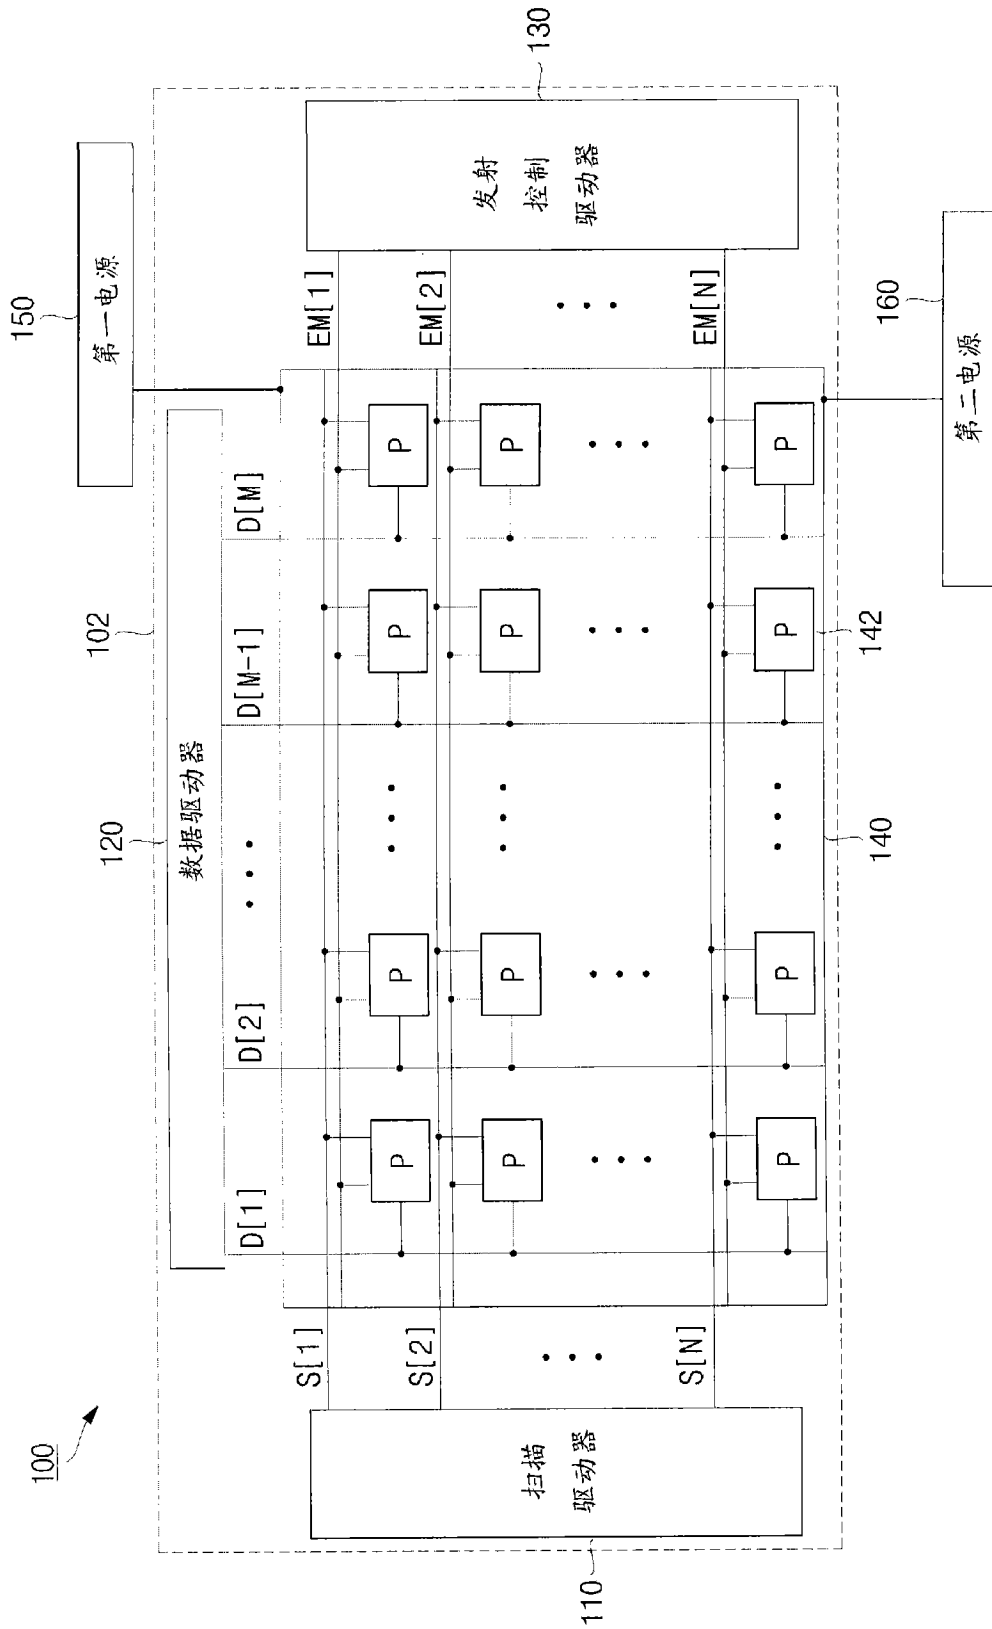 100
150
第一电源
102
120
数据驱动器
D[1]
D[2]
D[M-1]
D[M]
110
扫描
驱动器
S[1]
S[2]
S[N]
P
P
P
P
P
P
P
P
P
P
P
P
EM[1]
EM[2]
EM[N]
发射
控制
驱动器
130
140
142
160
第二电源